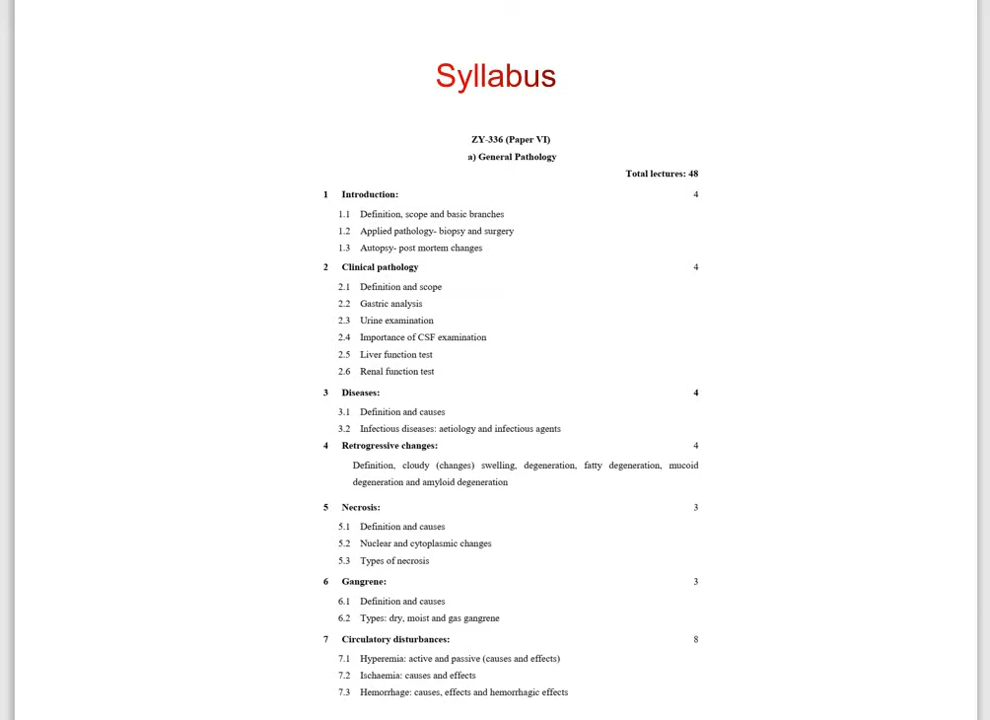 Syllabus
ZY-336 (Paper VI)
a) General Pathology
Total lectures: 48
1 Introduction: 4
1.1 Definition, scope and basic branches
1.2 Applied pathology- biopsy and surgery
1.3 Autopsy- post mortem changes
2 Clinical pathology 4
2.1 Definition and scope
2.2 Gastric analysis
2.3 Urine examination
2.4 Importance of CSF examination
2.5 Liver function test
2.6 Renal function test
3 Diseases: 4
3.1 Definition and causes
3.2 Infectious diseases: aetiology and infectious agents
4 Retrogressive changes: 4
Definition, cloudy (changes) swelling, degeneration, fatty degeneration, mucoid
degeneration and amyloid degeneration
5 Necrosis: 3
5.1 Definition and causes
5.2 Nuclear and cytoplasmic changes
5.3 Types of necrosis
6 Gangrene: 3
6.1 Definition and causes
6.2 Types: dry, moist and gas gangrene
7 Circulatory disturbances: 8
7.1 Hyperemia: active and passive (causes and effects)
7.2 Ischaemia: causes and effects
7.3 Hemorrhage: causes, effects and hemorrhagic effects